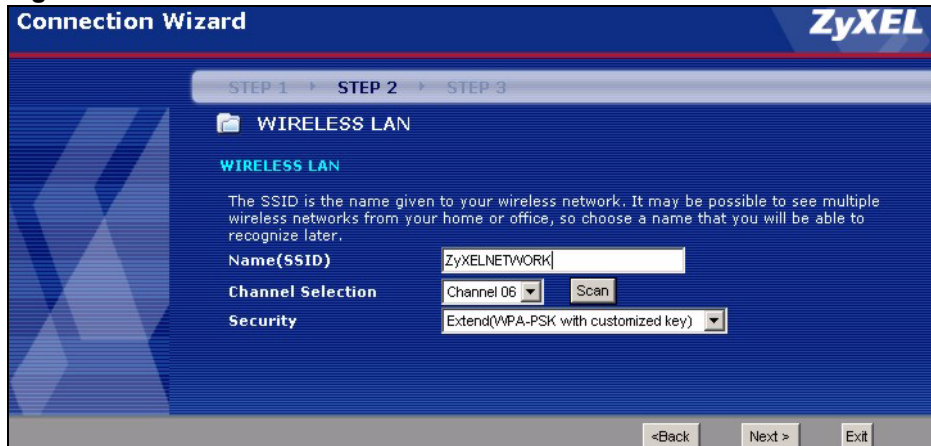 Connection Wizard
ZyXEL
STEP 1 STEP 2 STEP 3
WIRELESS LAN
WIRELESS LAN
The SSID is the name given to your wireless network. It may be possible to see multiple
wireless networks from your home or office, so choose a name that you will be able to
recognize later.
Name(SSID) ZyXELNETWORK
Channel Selection Channel 06 Scan
Security Extend(WPA-PSK with customized key)
<Back Next > Exit